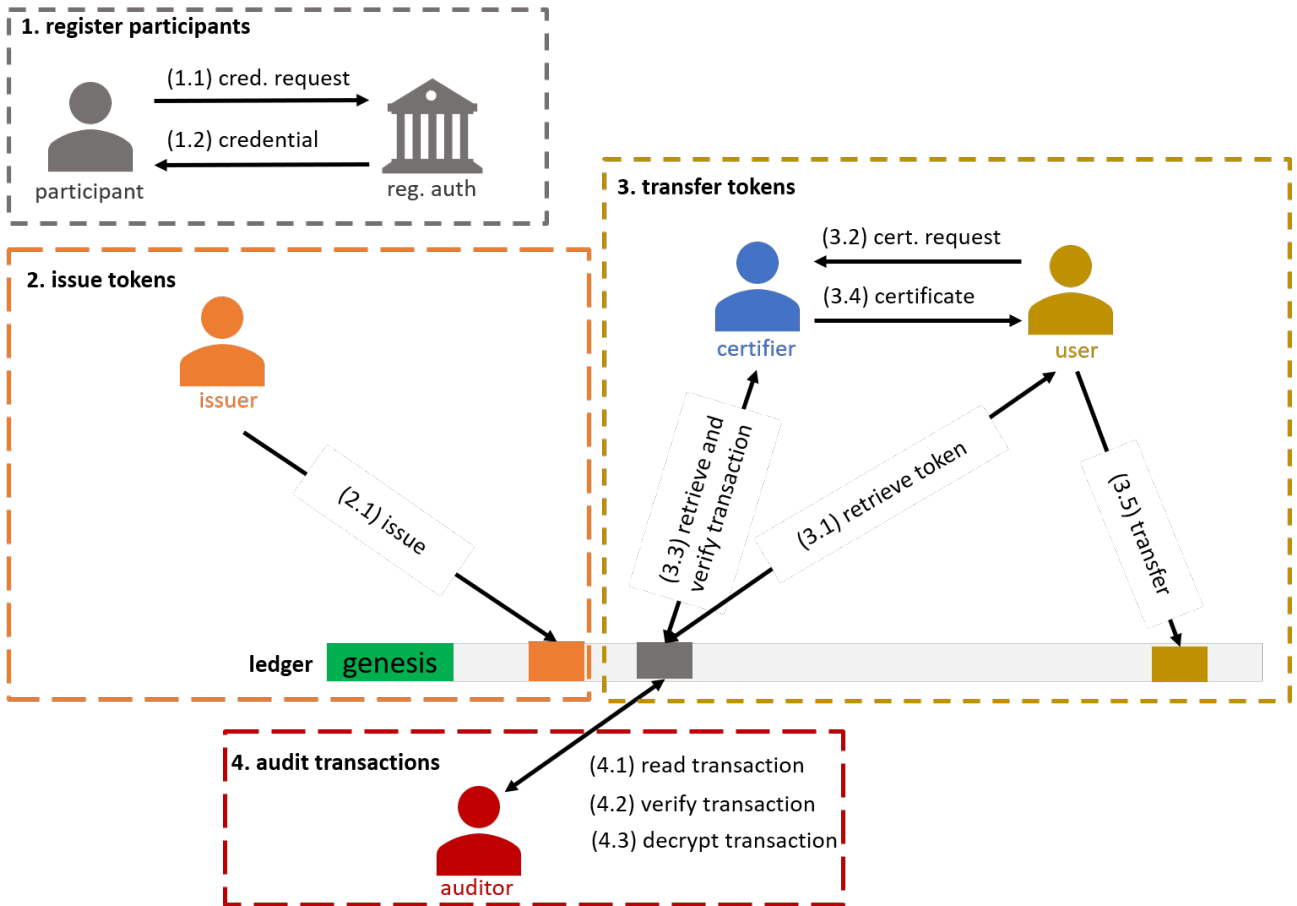 1. register participants
(1.1) cred. request
(1.2) credential
participant
reg. auth
2. issue tokens
issuer
(2.1) issue
3. transfer tokens
(3.2) cert. request
(3.4) certificate
certifier
user
(3.3) retrieve and
verify transaction
(3.1) retrieve token
(3.5) transfer
ledger
genesis
4. audit transactions
(4.1) read transaction
(4.2) verify transaction
(4.3) decrypt transaction
auditor